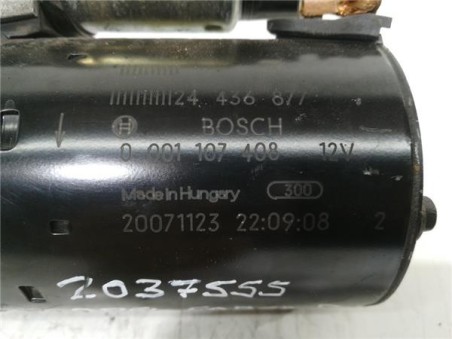 24 436 877
BOSCH
0 001 107 408 12V
Made in Hungary 300
20071123 22:09:08 2
2037555